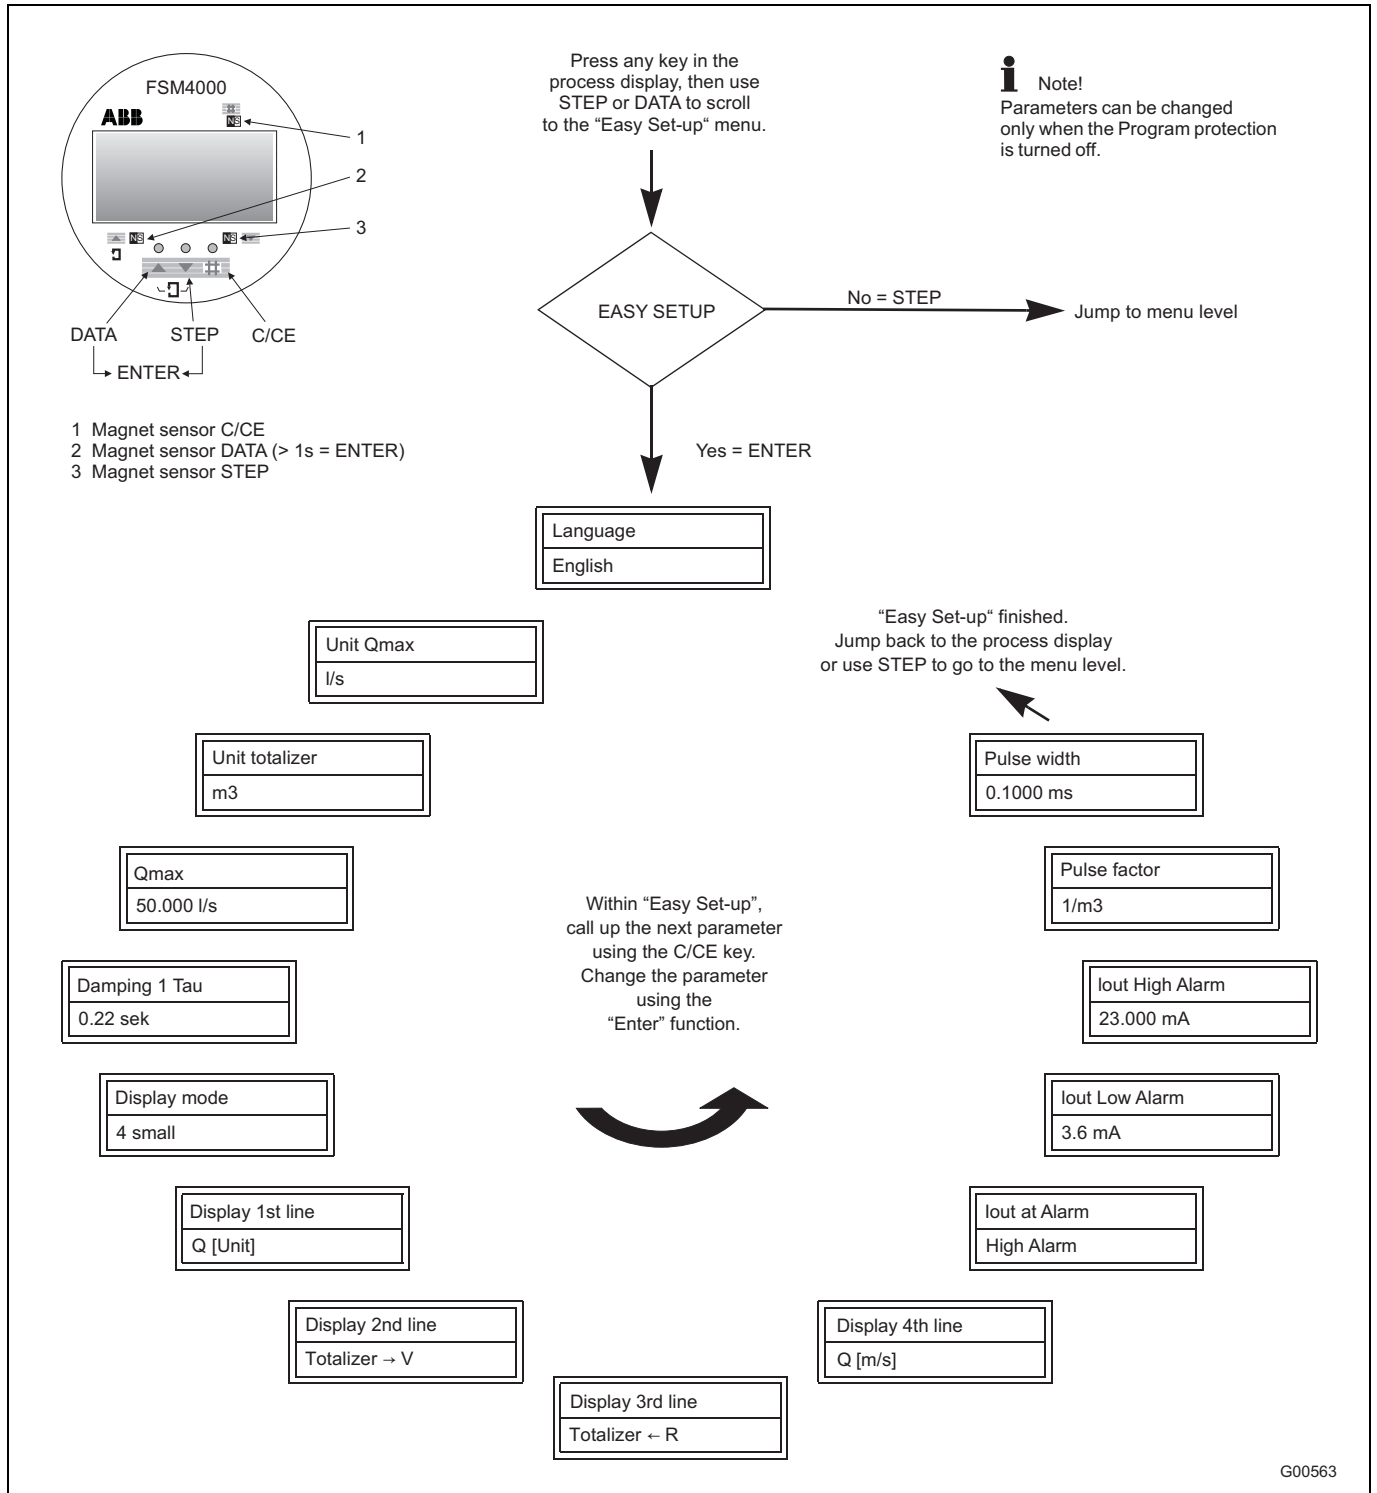 FSM4000
ABB
NS
1
2
3
NS
NS
DATA
STEP
C/CE
ENTER
1 Magnet sensor C/CE
2 Magnet sensor DATA (> 1s = ENTER)
3 Magnet sensor STEP
Press any key in the
process display, then use
STEP or DATA to scroll
to the “Easy Set-up“ menu.
i Note!
Parameters can be changed
only when the Program protection
is turned off.
EASY SETUP
No = STEP
Jump to menu level
Yes = ENTER
Language
English
Unit Qmax
l/s
Unit totalizer
m3
Qmax
50.000 l/s
Damping 1 Tau
0.22 sek
Display mode
4 small
Display 1st line
Q [Unit]
Display 2nd line
Totalizer → V
Display 3rd line
Totalizer ← R
Display 4th line
Q [m/s]
Iout at Alarm
High Alarm
Iout Low Alarm
3.6 mA
Iout High Alarm
23.000 mA
Pulse factor
1/m3
Pulse width
0.1000 ms
“Easy Set-up“ finished.
Jump back to the process display
or use STEP to go to the menu level.
Within “Easy Set-up”,
call up the next parameter
using the C/CE key.
Change the parameter
using the
“Enter” function.
G00563